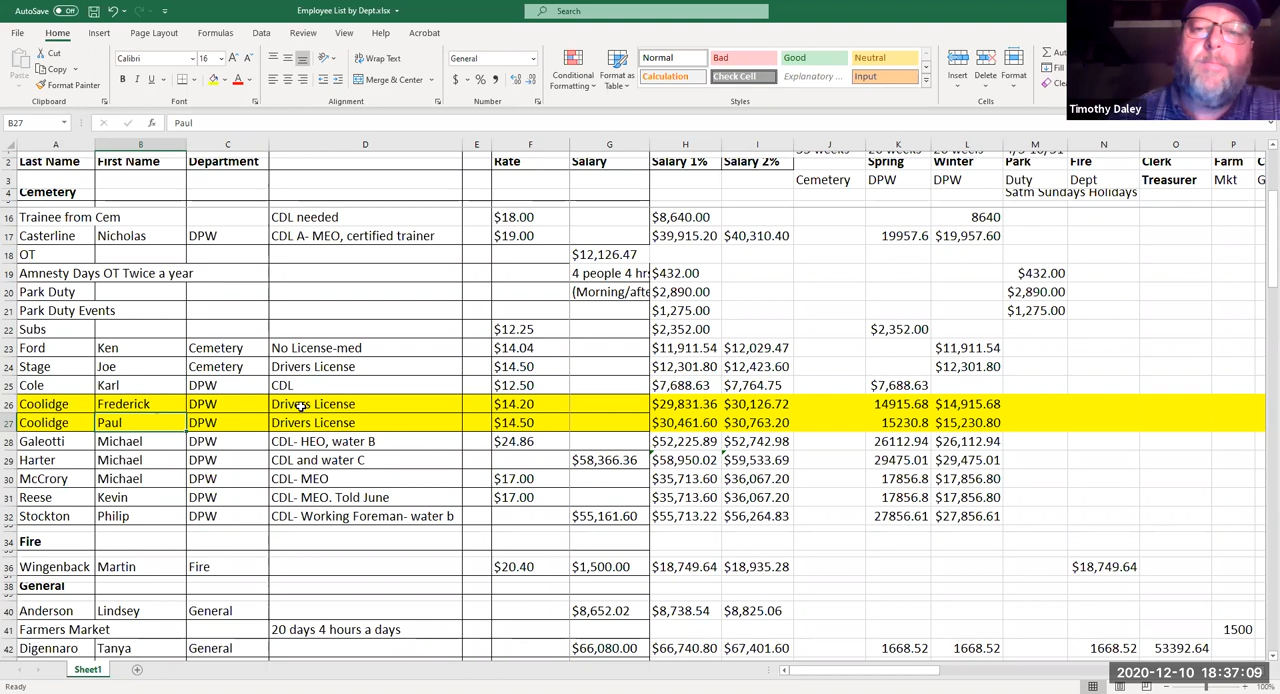 AutoSave Off Employee List by Dept.xlsx Search
File Home Insert Page Layout Formulas Data Review View Help Acrobat
Cut Calibri 16 Wrap Text General Normal Bad Good Neutral
Paste Copy Merge & Center Conditional Formatting Format as Table Calculation Check Cell Explanatory ... Input Insert Delete Format
Format Painter
Clipboard Font Alignment Number Styles Cells
Timothy Daley
B27 Paul
A B C D E F G H I J K L M N O P
2 Last Name First Name Department Rate Salary Salary 1% Salary 2% Spring Winter Park Fire Clerk Farm
3 Cemetery DPW DPW Duty Dept Treasurer Mkt
4 Cemetery Satm Sundays Holidays
16 Trainee from Cem CDL needed $18.00 $8,640.00 8640
17 Casterline Nicholas DPW CDL A- MEO, certified trainer $19.00 $39,915.20 $40,310.40 19957.6 $19,957.60
18 OT $12,126.47
19 Amnesty Days OT Twice a year 4 people 4 hrs $432.00 $432.00
20 Park Duty (Morning/afte $2,890.00 $2,890.00
21 Park Duty Events $1,275.00 $1,275.00
22 Subs $12.25 $2,352.00 $2,352.00
23 Ford Ken Cemetery No License-med $14.04 $11,911.54 $12,029.47 $11,911.54
24 Stage Joe Cemetery Drivers License $14.50 $12,301.80 $12,423.60 $12,301.80
25 Cole Karl DPW CDL $12.50 $7,688.63 $7,764.75 $7,688.63
26 Coolidge Frederick DPW Drivers License $14.20 $29,831.36 $30,126.72 14915.68 $14,915.68
27 Coolidge Paul DPW Drivers License $14.50 $30,461.60 $30,763.20 15230.8 $15,230.80
28 Galeotti Michael DPW CDL- HEO, water B $24.86 $52,225.89 $52,742.98 26112.94 $26,112.94
29 Harter Michael DPW CDL and water C $58,366.36 $58,950.02 $59,533.69 29475.01 $29,475.01
30 McCrory Michael DPW CDL- MEO $17.00 $35,713.60 $36,067.20 17856.8 $17,856.80
31 Reese Kevin DPW CDL- MEO. Told June $17.00 $35,713.60 $36,067.20 17856.8 $17,856.80
32 Stockton Philip DPW CDL- Working Foreman- water b $55,161.60 $55,713.22 $56,264.83 27856.61 $27,856.61
34 Fire
36 Wingenback Martin Fire $20.40 $1,500.00 $18,749.64 $18,935.28 $18,749.64
38 General
40 Anderson Lindsey General $8,652.02 $8,738.54 $8,825.06
41 Farmers Market 20 days 4 hours a days 1500
42 Digennaro Tanya General $66,080.00 $66,740.80 $67,401.60 1668.52 1668.52 1668.52 53392.64
Sheet1
2020-12-10 18:37:09
Ready 100%